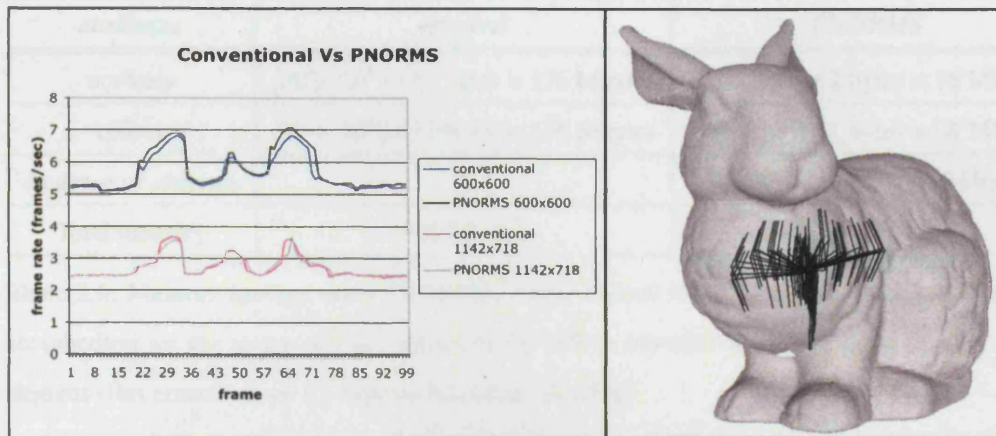 Conventional Vs PNORMS
frame rate (frames/sec)
8
7
6
5
4
3
2
1
0
1 8 15 22 29 36 43 50 57 64 71 78 85 92 99
frame
conventional
600x600
PNORMS 600x600
conventional
1142x718
PNORMS 1142x718